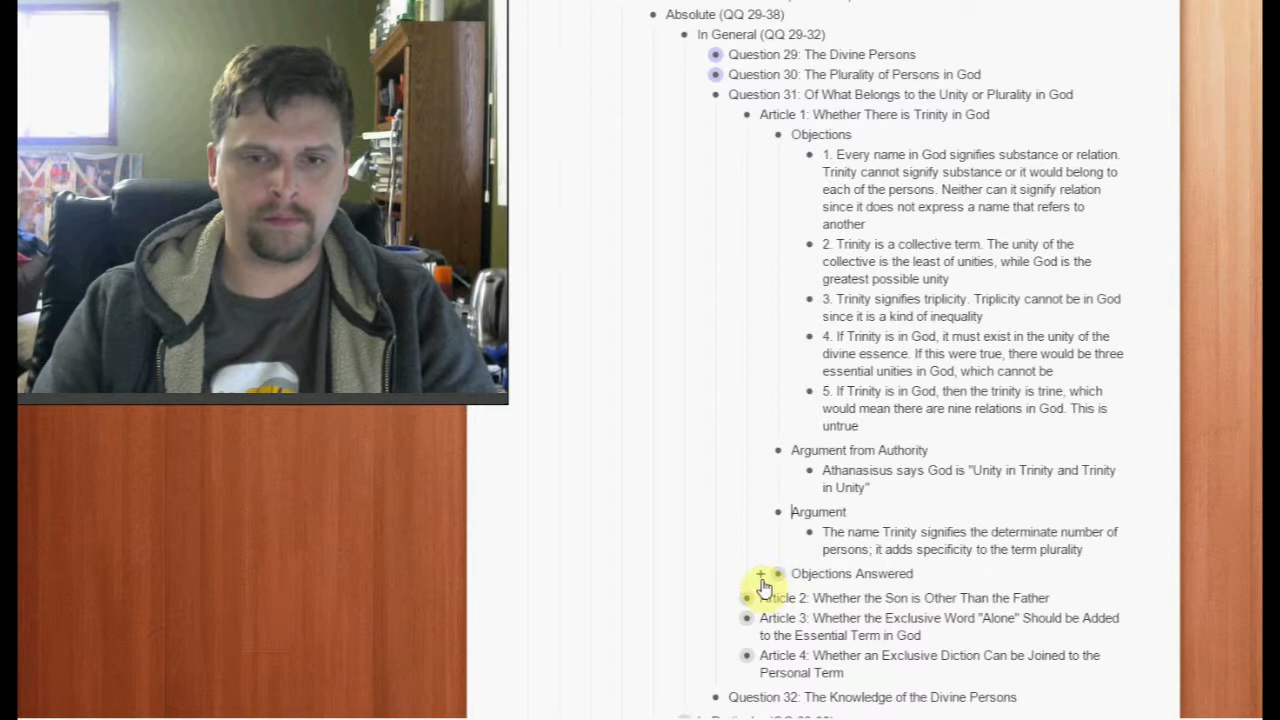 Absolute (QQ 29-38)
In General (QQ 29-32)
Question 29: The Divine Persons
Question 30: The Plurality of Persons in God
Question 31: Of What Belongs to the Unity or Plurality in God
Article 1: Whether There is Trinity in God
Objections
1. Every name in God signifies substance or relation.
Trinity cannot signify substance or it would belong to
each of the persons. Neither can it signify relation
since it does not express a name that refers to
another
2. Trinity is a collective term. The unity of the
collective is the least of unities, while God is the
greatest possible unity
3. Trinity signifies triplicity. Triplicity cannot be in God
since it is a kind of inequality
4. If Trinity is in God, it must exist in the unity of the
divine essence. If this were true, there would be three
essential unities in God, which cannot be
5. If Trinity is in God, then the trinity is trine, which
would mean there are nine relations in God. This is
untrue
Argument from Authority
Athanasisus says God is "Unity in Trinity and Trinity
in Unity"
Argument
The name Trinity signifies the determinate number of
persons; it adds specificity to the term plurality
Objections Answered
Article 2: Whether the Son is Other Than the Father
Article 3: Whether the Exclusive Word "Alone" Should be Added
to the Essential Term in God
Article 4: Whether an Exclusive Diction Can be Joined to the
Personal Term
Question 32: The Knowledge of the Divine Persons